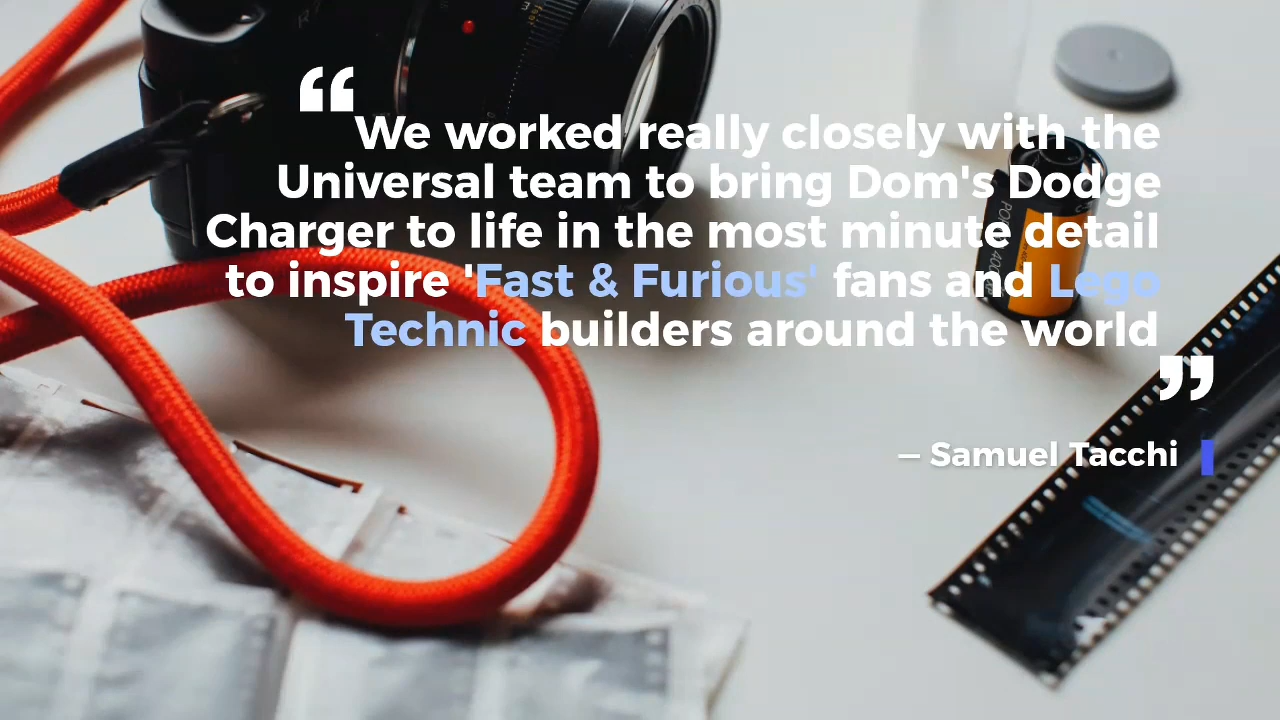 “
We worked really closely with the
Universal team to bring Dom's Dodge
Charger to life in the most minute detail
to inspire 'Fast & Furious' fans and Lego
Technic builders around the world
”
– Samuel Tacchi